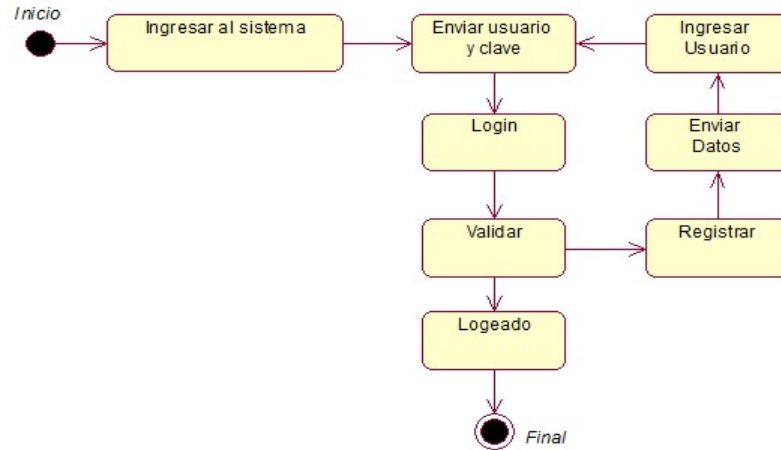 Inicio
Ingresar al sistema
Enviar usuario
y clave
Ingresar
Usuario
Login
Enviar
Datos
Validar
Registrar
Logeado
Final